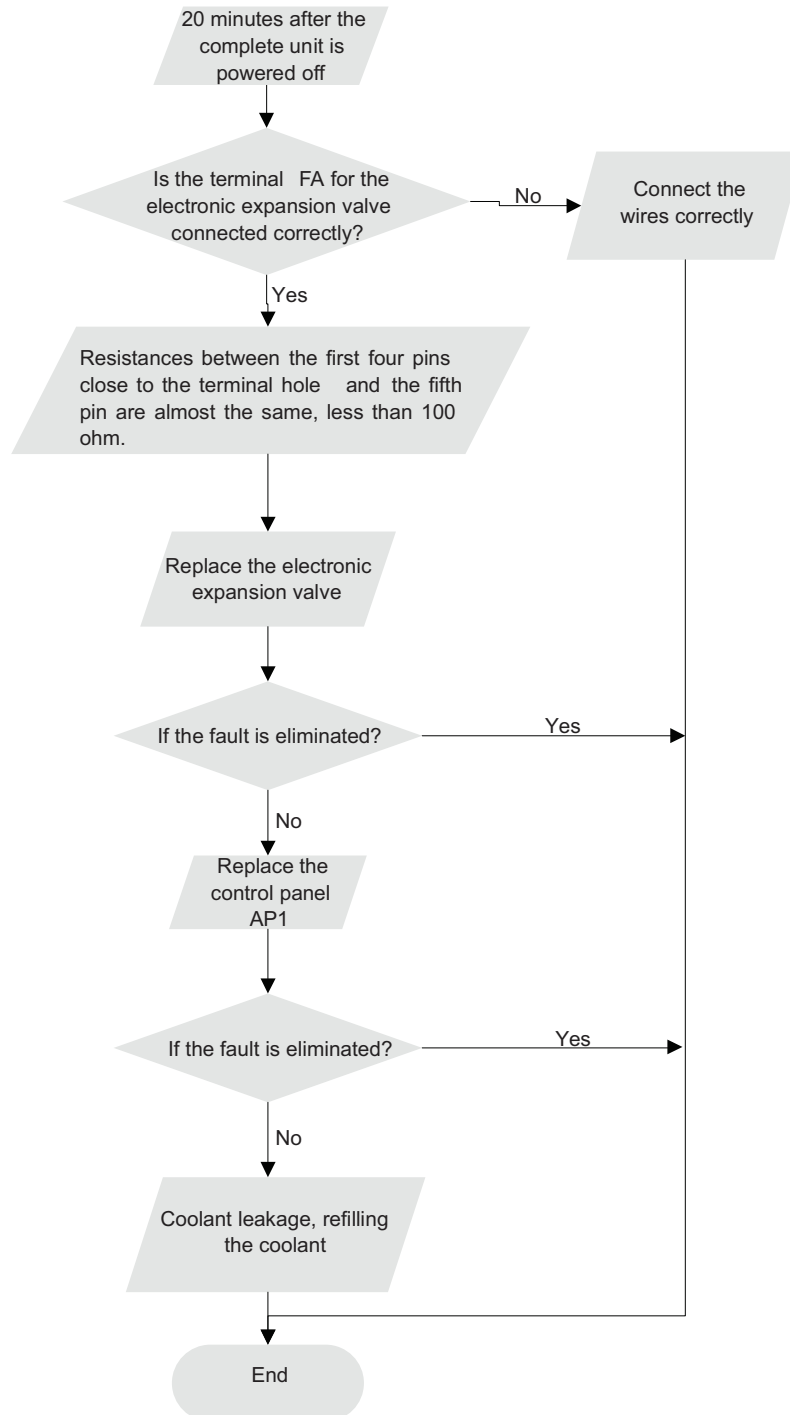 20 minutes after the
complete unit is
powered off
Is the terminal FA for the
electronic expansion valve
connected correctly?
No
Connect the
wires correctly
Yes
Resistances between the first four pins
close to the terminal hole and the fifth
pin are almost the same, less than 100
ohm.
Replace the electronic
expansion valve
If the fault is eliminated?
Yes
No
Replace the
control panel
AP1
If the fault is eliminated?
Yes
No
Coolant leakage, refilling
the coolant
End